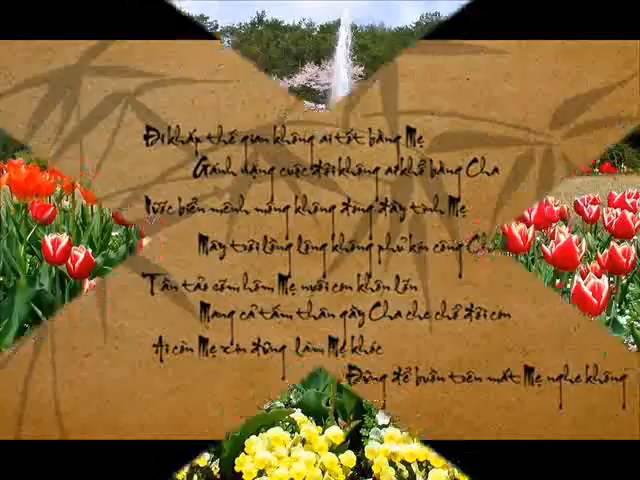 Đi khắp thế gian không ai tốt bằng Mẹ
Gánh nặng cuộc đời không ai khổ bằng Cha
Nước biển mênh mông không đong đầy tình Mẹ
Mây trời lồng lộng không phủ kín công Cha
Tần tảo sớm hôm Mẹ nuôi con khôn lớn
Mang cả tấm thân gầy Cha che chở đời con
Ai còn Mẹ xin đừng làm Mẹ khóc
Đừng để buồn lên mắt Mẹ nghe không